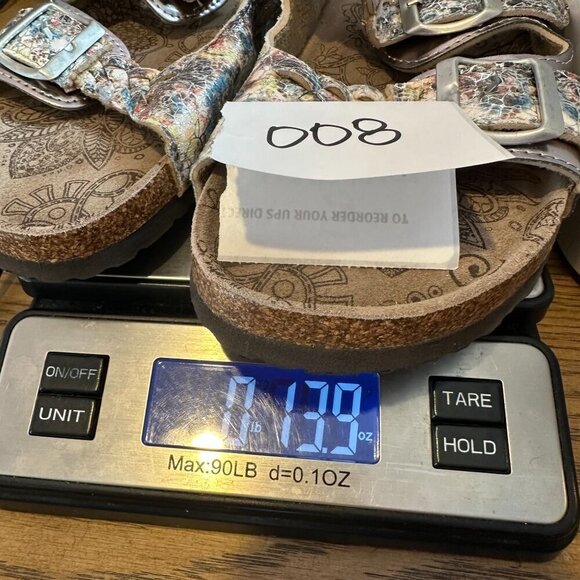 008
TO REORDER YOUR UPS DIREC
ON/OFF
UNIT
0 lb 13.9 oz
TARE
HOLD
Max:90LB d=0.1OZ